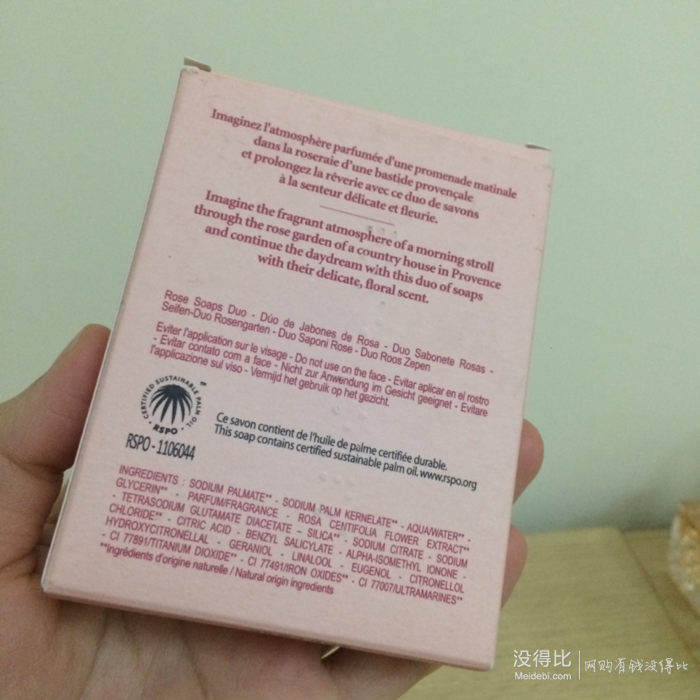 Imaginez l'atmosphère parfumée d'une promenade matinale
dans la roseraie d'une bastide provençale
et prolongez la rêverie avec ce duo de savons
à la senteur délicate et fleurie.
Imagine the fragrant atmosphere of a morning stroll
through the rose garden of a country house in Provence
and continue the daydream with this duo of soaps
with their delicate, floral scent.
Rose Soaps Duo - Dúo de Jabones de Rosa - Duo Sabonete Rosas -
Seifen-Duo Rosengarten - Duo Saponi Rose - Duo Roos Zepen
Eviter l'application sur le visage - Do not use on the face - Evitar aplicar en el rostro
- Evitar contato com a face - Nicht zur Anwendung im Gesicht geeignet - Evitare
l'applicazione sul viso - Vermijd het gebruik op het gezicht.
CERTIFIED SUSTAINABLE PALM OIL ™
RSPO
RSPO - 1106044
Ce savon contient de l'huile de palme certifiée durable.
This soap contains certified sustainable palm oil. www.rspo.org
INGREDIENTS : SODIUM PALMATE** - SODIUM PALM KERNELATE** - AQUA/WATER** -
GLYCERIN** - PARFUM/FRAGRANCE - ROSA CENTIFOLIA FLOWER EXTRACT**
- TETRASODIUM GLUTAMATE DIACETATE - SILICA** - SODIUM CITRATE - SODIUM
CHLORIDE** - CITRIC ACID - BENZYL SALICYLATE - ALPHA-ISOMETHYL IONONE -
HYDROXYCITRONELLAL - GERANIOL - LINALOOL - EUGENOL - CITRONELLOL
- CI 77891/TITANIUM DIOXIDE** - CI 77491/IRON OXIDES** - CI 77007/ULTRAMARINES**
**Ingrédients d'origine naturelle / Natural origin ingredients
没得比 网购有钱没得比
Meidebi.com